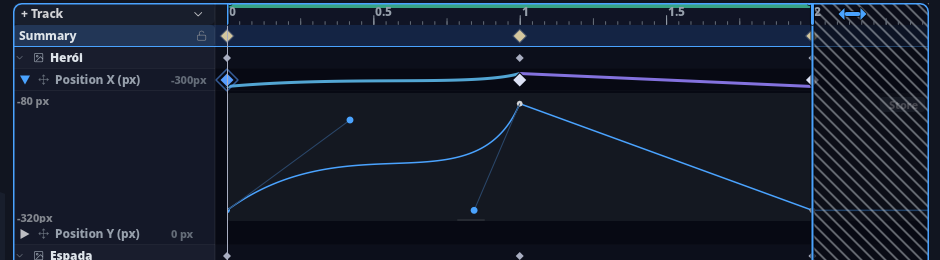 + Track
0 0.5 1 1.5 2
Summary
Heról
Position X (px) -300px
-80 px
Store
-320px
Position Y (px) 0 px
Espada